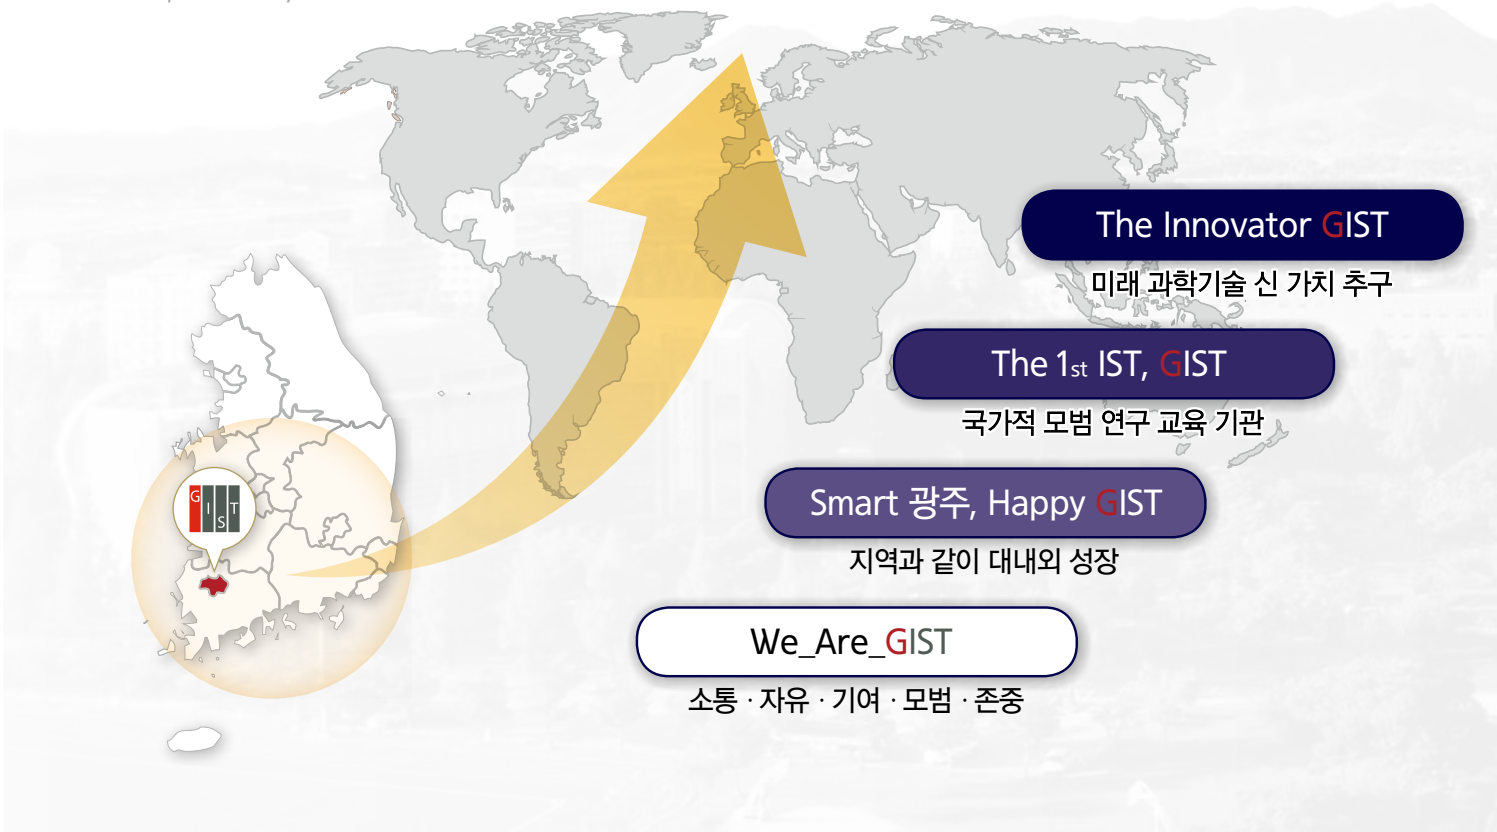 The Innovator GIST
미래 과학기술 신 가치 추구
The 1st IST, GIST
국가적 모범 연구 교육 기관
Smart 광주, Happy GIST
지역과 같이 대내외 성장
GIST
We_Are_GIST
소통 · 자유 · 기여 · 모범 · 존중